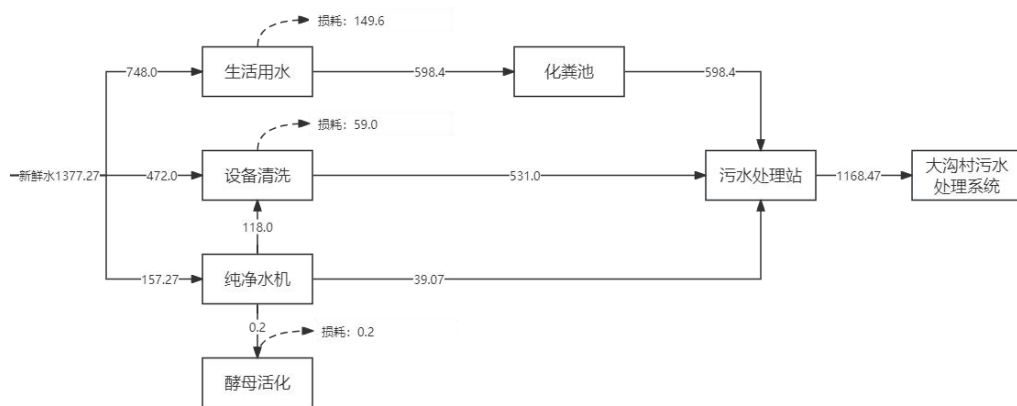 损耗：149.6
748.0
生活用水
598.4
化粪池
598.4
损耗：59.0
新鲜水1377.27
472.0
设备清洗
531.0
污水处理站
1168.47
大沟村污水
处理系统
118.0
157.27
纯净水机
39.07
0.2
损耗：0.2
酵母活化